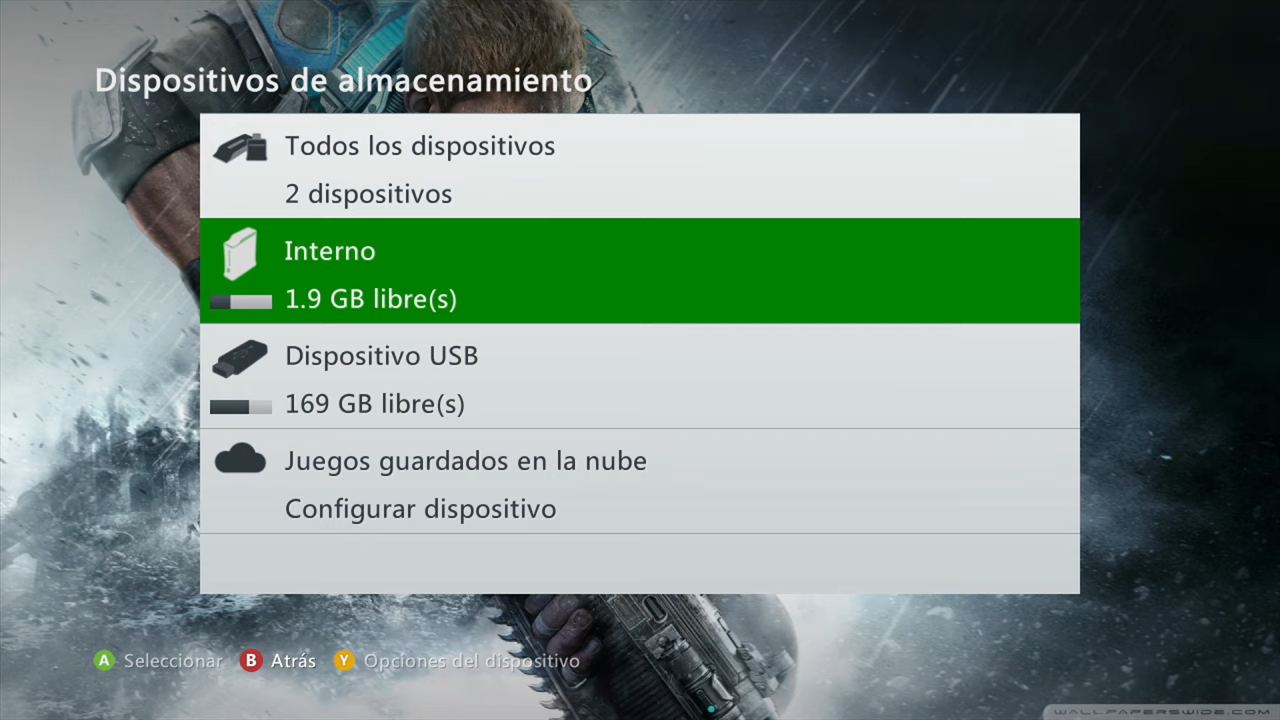 Dispositivos de almacenamiento
Todos los dispositivos
2 dispositivos
Interno
1.9 GB libre(s)
Dispositivo USB
169 GB libre(s)
Juegos guardados en la nube
Configurar dispositivo
A Seleccionar B Atrás Y Opciones del dispositivo
WALLPAPERSWIDE.COM